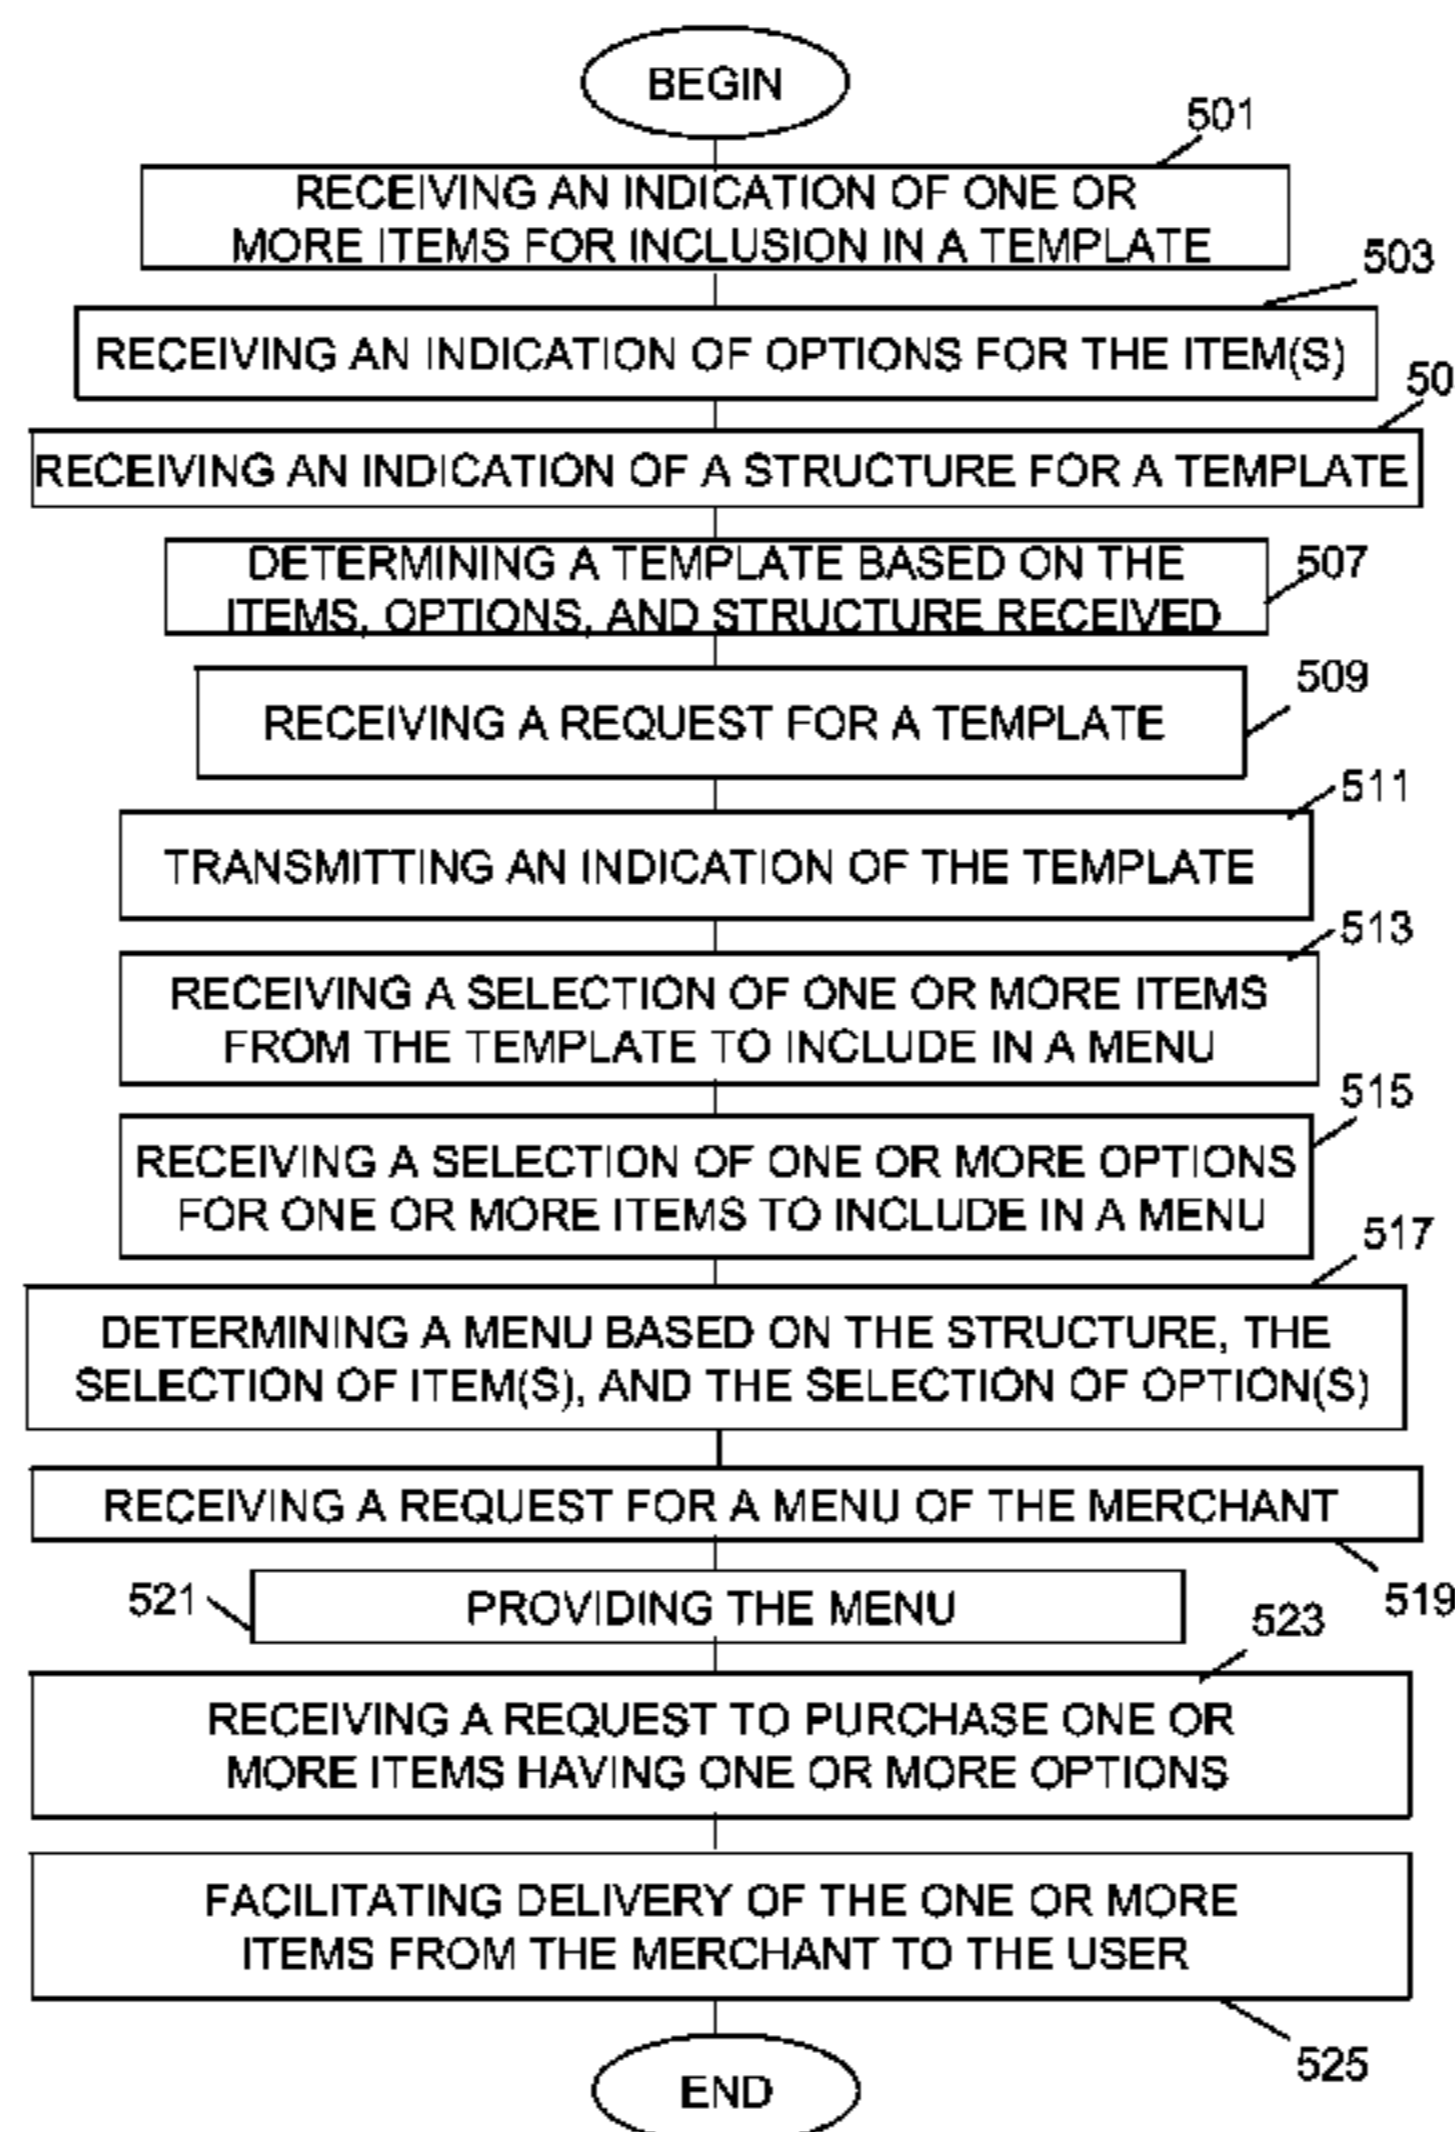 BEGIN
501
RECEIVING AN INDICATION OF ONE OR
MORE ITEMS FOR INCLUSION IN A TEMPLATE
503
RECEIVING AN INDICATION OF OPTIONS FOR THE ITEM(S)
50
RECEIVING AN INDICATION OF A STRUCTURE FOR A TEMPLATE
DETERMINING A TEMPLATE BASED ON THE
ITEMS, OPTIONS, AND STRUCTURE RECEIVED
507
RECEIVING A REQUEST FOR A TEMPLATE
509
511
TRANSMITTING AN INDICATION OF THE TEMPLATE
513
RECEIVING A SELECTION OF ONE OR MORE ITEMS
FROM THE TEMPLATE TO INCLUDE IN A MENU
515
RECEIVING A SELECTION OF ONE OR MORE OPTIONS
FOR ONE OR MORE ITEMS TO INCLUDE IN A MENU
517
DETERMINING A MENU BASED ON THE STRUCTURE, THE
SELECTION OF ITEM(S), AND THE SELECTION OF OPTION(S)
RECEIVING A REQUEST FOR A MENU OF THE MERCHANT
519
521
PROVIDING THE MENU
523
RECEIVING A REQUEST TO PURCHASE ONE OR
MORE ITEMS HAVING ONE OR MORE OPTIONS
FACILITATING DELIVERY OF THE ONE OR MORE
ITEMS FROM THE MERCHANT TO THE USER
525
END